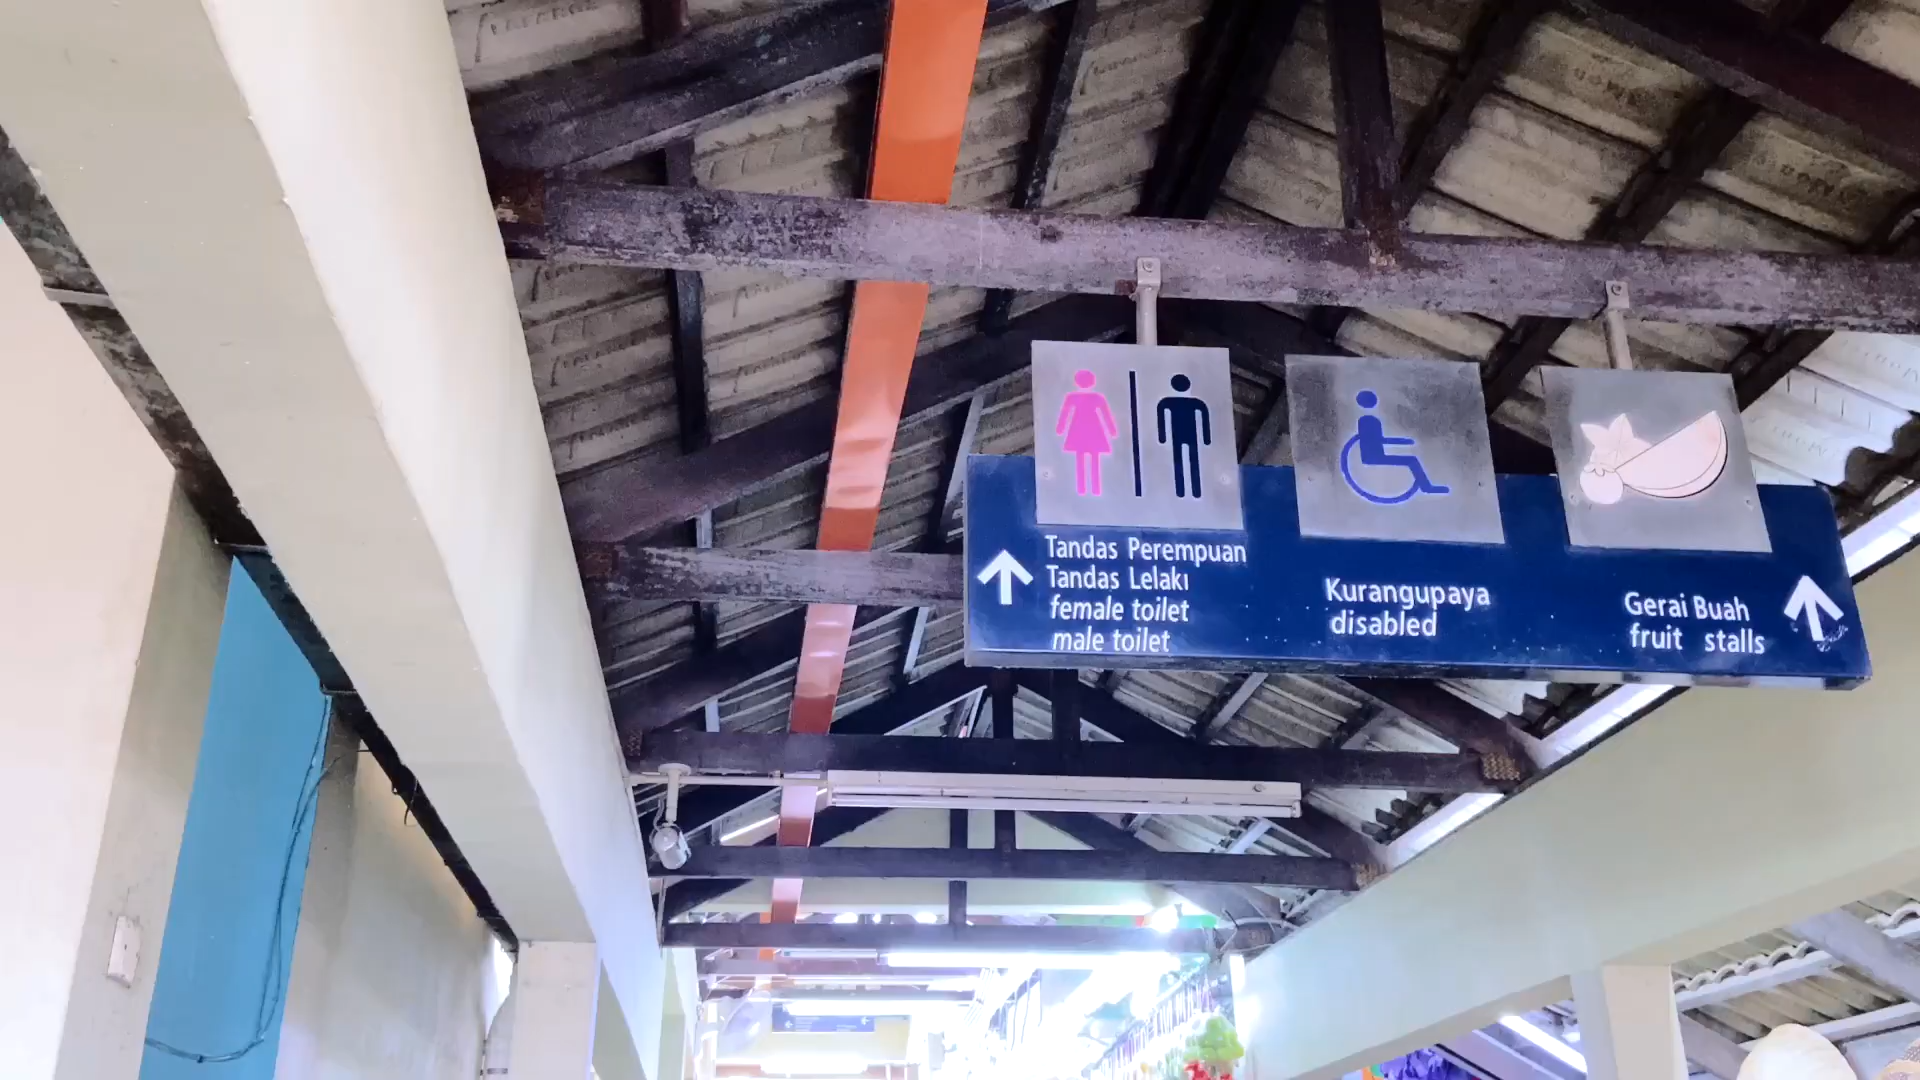 Tandas Perempuan
Tandas Lelaki
female toilet
male toilet
Kurangupaya
disabled
Gerai Buah
fruit stalls